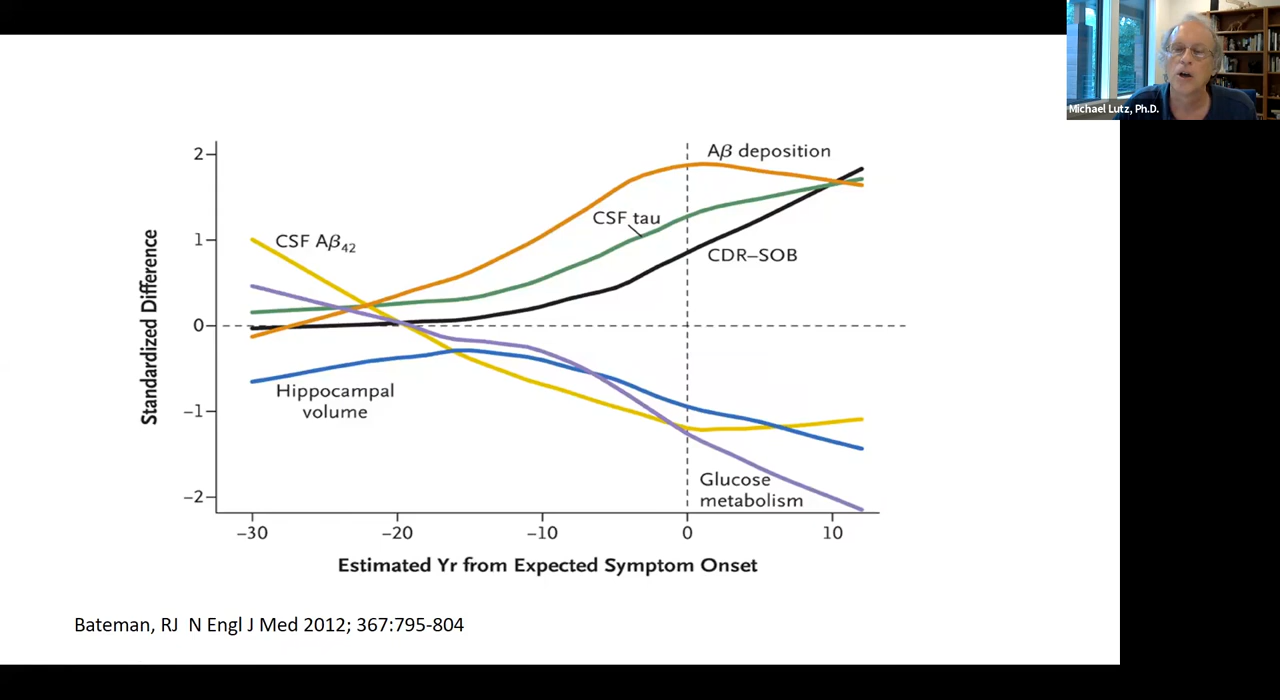 Michael Lutz, Ph.D.
Aβ deposition
CSF tau
CSF Aβ42
CDR–SOB
Hippocampal
volume
Glucose
metabolism
Standardized Difference
2
1
0
−1
−2
−30
−20
−10
0
10
Estimated Yr from Expected Symptom Onset
Bateman, RJ N Engl J Med 2012; 367:795-804